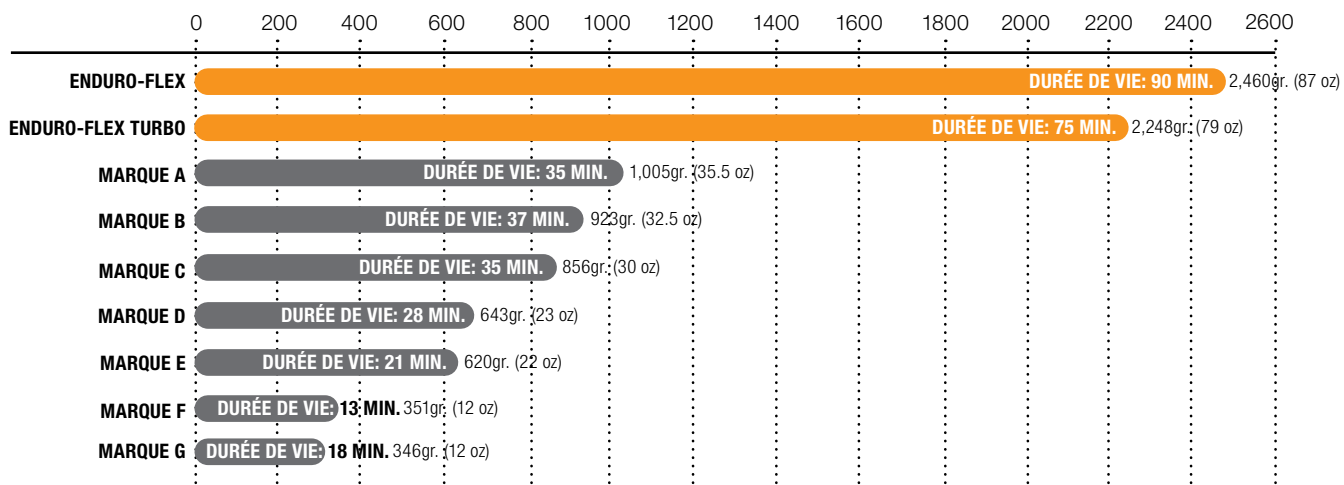 0 200 400 600 800 1000 1200 1400 1600 1800 2000 2200 2400 2600
ENDURO-FLEX DURÉE DE VIE: 90 MIN. 2,460gr. (87 oz)
ENDURO-FLEX TURBO DURÉE DE VIE: 75 MIN. 2,248gr. (79 oz)
MARQUE A DURÉE DE VIE: 35 MIN. 1,005gr. (35.5 oz)
MARQUE B DURÉE DE VIE: 37 MIN. 923gr. (32.5 oz)
MARQUE C DURÉE DE VIE: 35 MIN. 856gr. (30 oz)
MARQUE D DURÉE DE VIE: 28 MIN. 643gr. (23 oz)
MARQUE E DURÉE DE VIE: 21 MIN. 620gr. (22 oz)
MARQUE F DURÉE DE VIE: 13 MIN. 351gr. (12 oz)
MARQUE G DURÉE DE VIE: 18 MIN. 346gr. (12 oz)